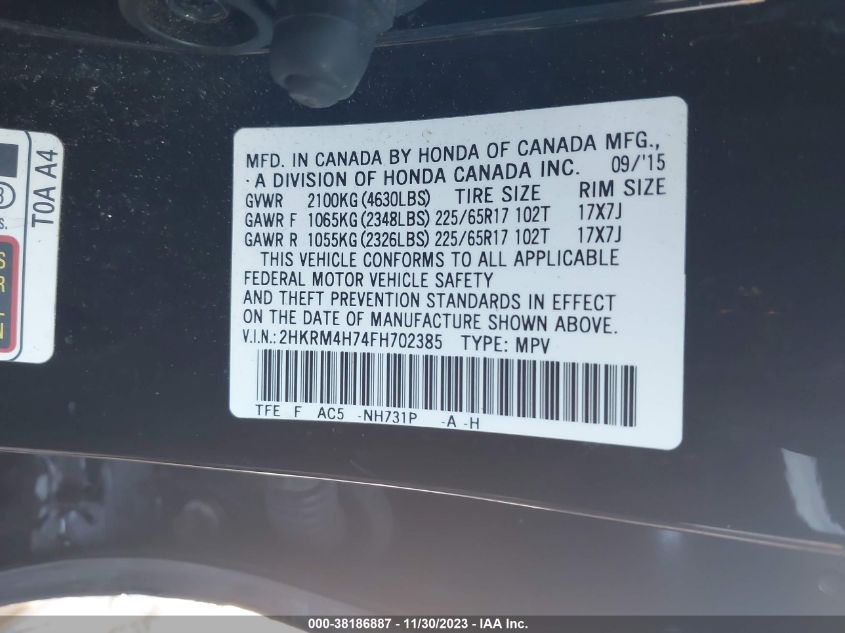 MFD. IN CANADA BY HONDA OF CANADA MFG.,
A DIVISION OF HONDA CANADA INC. 09/'15
GVWR 2100KG (4630LBS) TIRE SIZE RIM SIZE
GAWR F 1065KG (2348LBS) 225/65R17 102T 17X7J
GAWR R 1055KG (2326LBS) 225/65R17 102T 17X7J
THIS VEHICLE CONFORMS TO ALL APPLICABLE
FEDERAL MOTOR VEHICLE SAFETY
AND THEFT PREVENTION STANDARDS IN EFFECT
ON THE DATE OF MANUFACTURE SHOWN ABOVE.
V.I.N.: 2HKRM4H74FH702385 TYPE: MPV
TFE F AC5 -NH731P -A -H
T0A A4
000-38186887 - 11/30/2023 - IAA Inc.